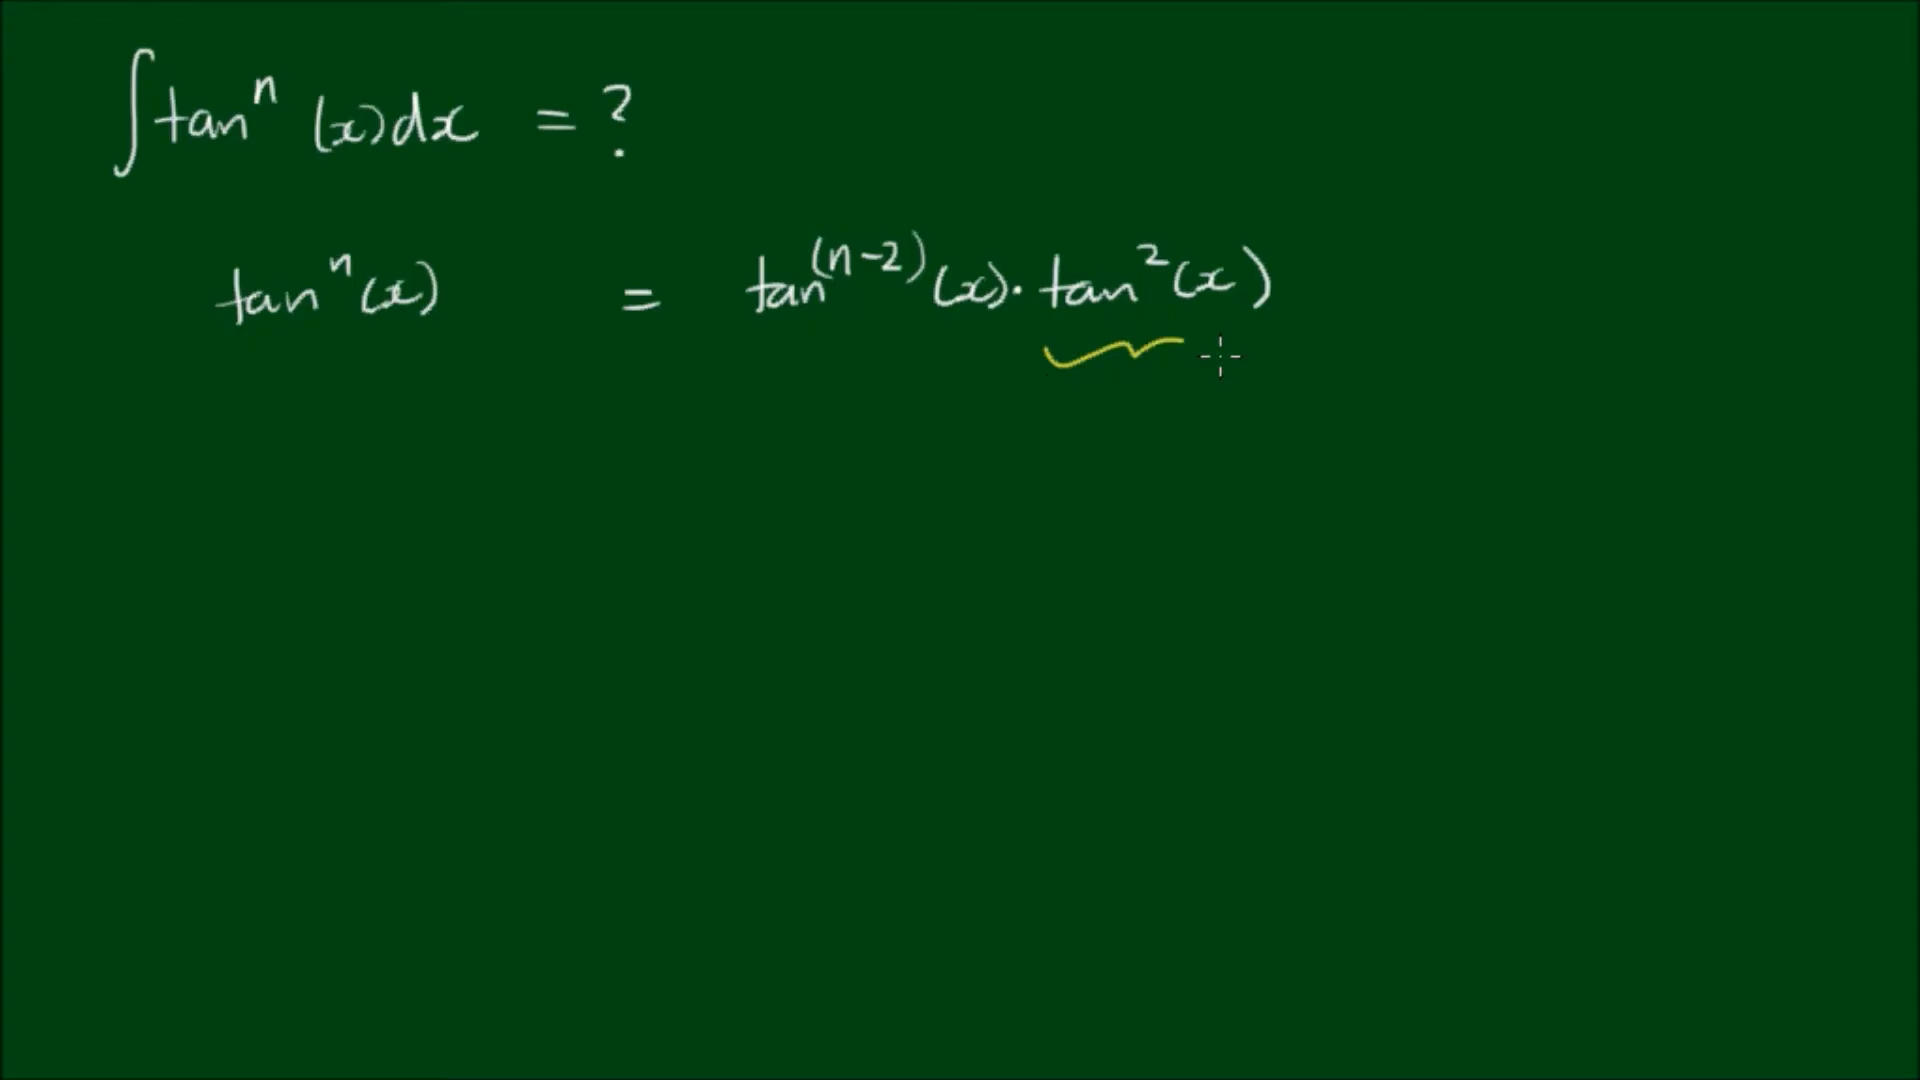 ∫tanⁿ (x)dx = ?
tanⁿ(x) = tan⁽ⁿ⁻²⁾(x)·tan²(x)